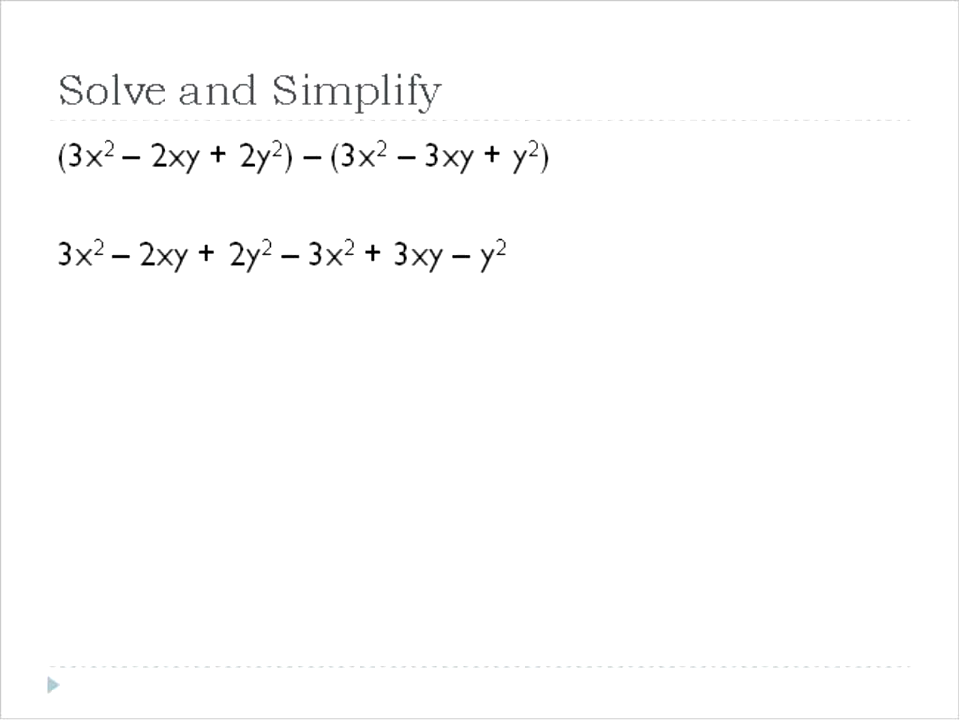 Solve and Simplify
(3x² – 2xy + 2y²) – (3x² – 3xy + y²)
3x² – 2xy + 2y² – 3x² + 3xy – y²